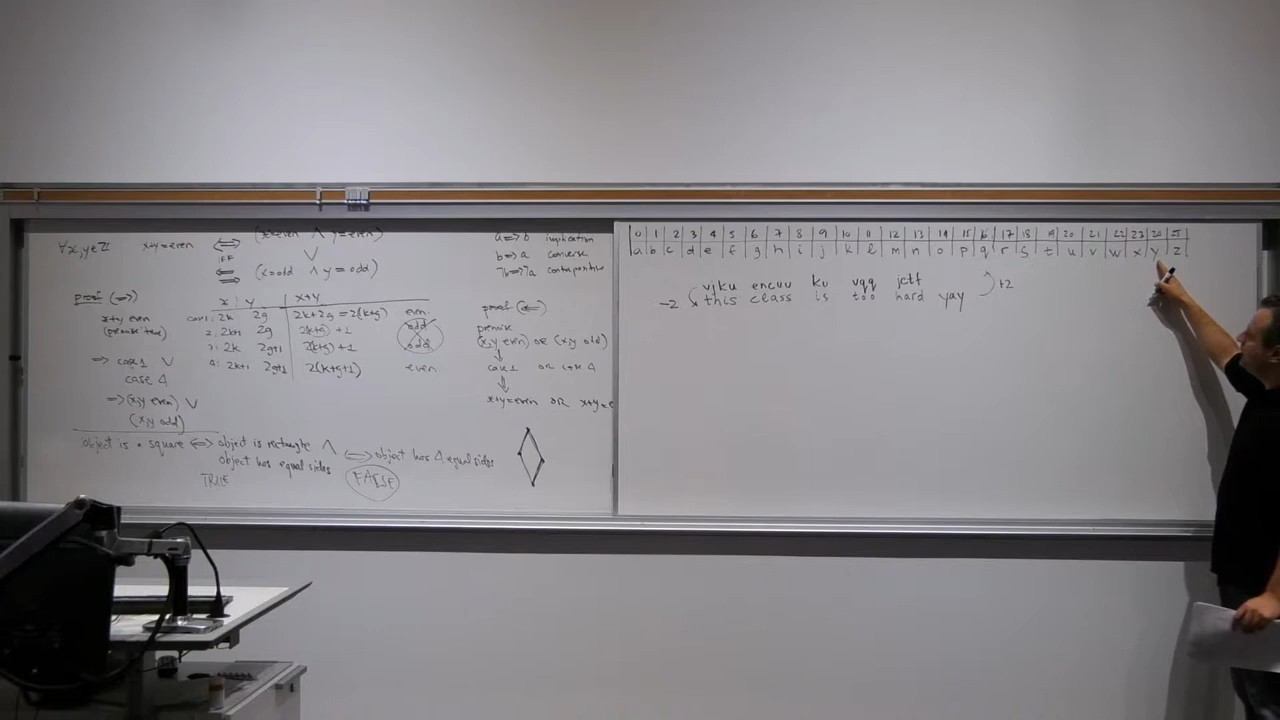 ∀x,y∈ℤ x+y=even ⟺ (x=even ∧ y=even)
IFF ∨
(x=odd ∧ y=odd)
a⟹b implication
b⟹a converse
¬b⟹¬a contrapositive
proof (⟹)
x+y even
(premise true)
⟹ case 1 ∨
case 4
⟹ (x,y even) ∨
(x,y odd)
x y x+y
case 1: 2k 2g 2k+2g = 2(k+g) even
2: 2k+1 2g 2(k+g)+1 odd
3: 2k 2g+1 2(k+g)+1 odd
4: 2k+1 2g+1 2(k+g+1) even
proof (⟸)
premise
(x,y even) OR (x,y odd)
case 1 OR case 4
x+y=even OR x+y=e
object is a square ⟺ object is rectangle ∧ ⟺ object has 4 equal sides
object has equal sides
TRUE FALSE
0 1 2 3 4 5 6 7 8 9 10 11 12 13 14 15 16 17 18 19 20 21 22 23 24 25
a b c d e f g h i j k l m n o p q r s t u v w x y z
vjku encuu ku vqq jctf +2
-2 this class is too hard yay